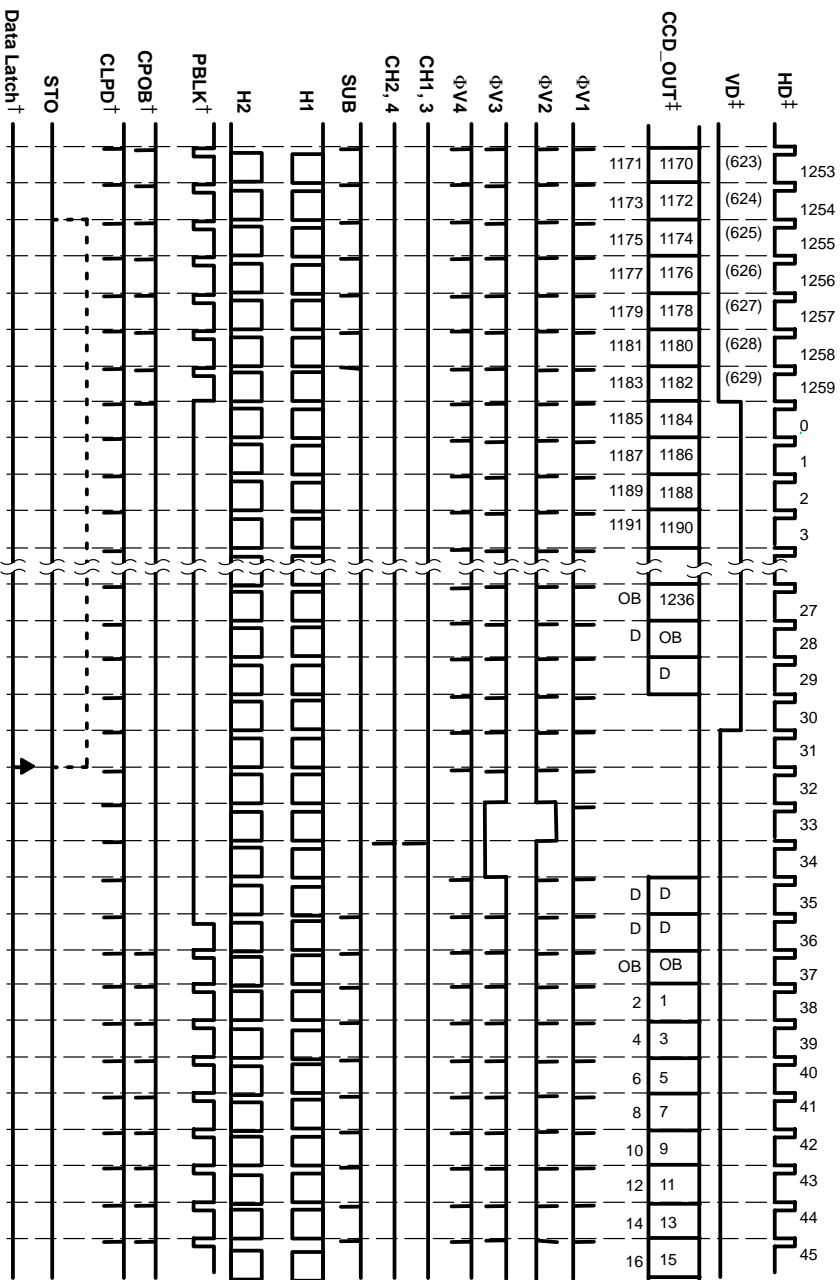 HD‡ 1253 1254 1255 1256 1257 1258 1259 0 1 2 3 27 28 29 30 31 32 33 34 35 36 37 38 39 40 41 42 43 44 45
VD‡ (623) (624) (625) (626) (627) (628) (629)
CCD_OUT‡ 1170 1172 1174 1176 1178 1180 1182 1184 1186 1188 1190 1236 OB D D D OB 1 3 5 7 9 11 13 15
1171 1173 1175 1177 1179 1181 1183 1185 1187 1189 1191 OB D D D OB 2 4 6 8 10 12 14 16
ΦV1
ΦV2
ΦV3
ΦV4
CH1, 3
CH2, 4
SUB
H1
H2
PBLK†
CPOB†
CLPD†
STO
Data Latch†